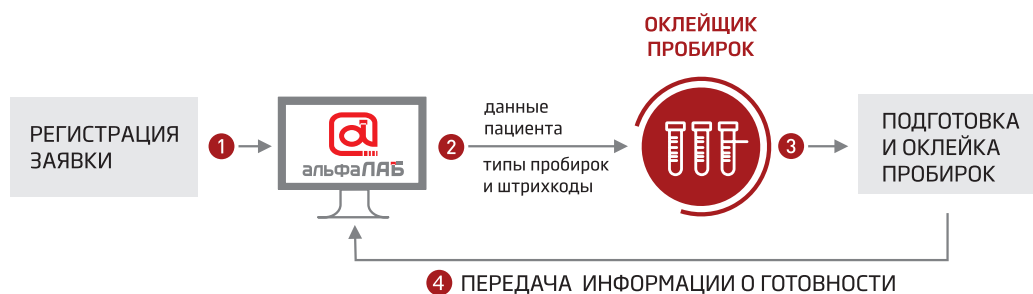 РЕГИСТРАЦИЯ
ЗАЯВКИ
1
альфаЛАБ
2
данные
пациента
типы пробирок
и штрихкоды
ОКЛЕЙЩИК
ПРОБИРОК
3
ПОДГОТОВКА
И ОКЛЕЙКА
ПРОБИРОК
4 ПЕРЕДАЧА ИНФОРМАЦИИ О ГОТОВНОСТИ